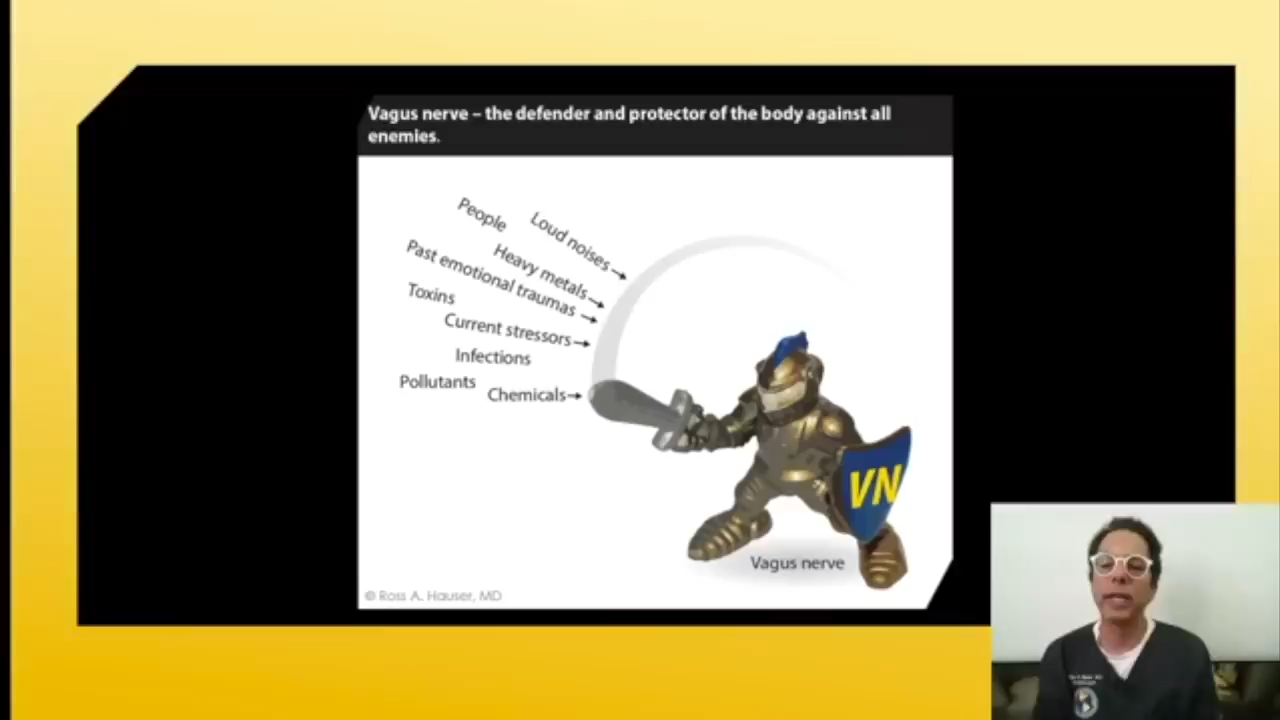 Vagus nerve – the defender and protector of the body against all
enemies.
People
Loud noises
Heavy metals
Past emotional traumas
Toxins
Current stressors
Infections
Pollutants
Chemicals
VN
Vagus nerve
© Ross A. Hauser, MD